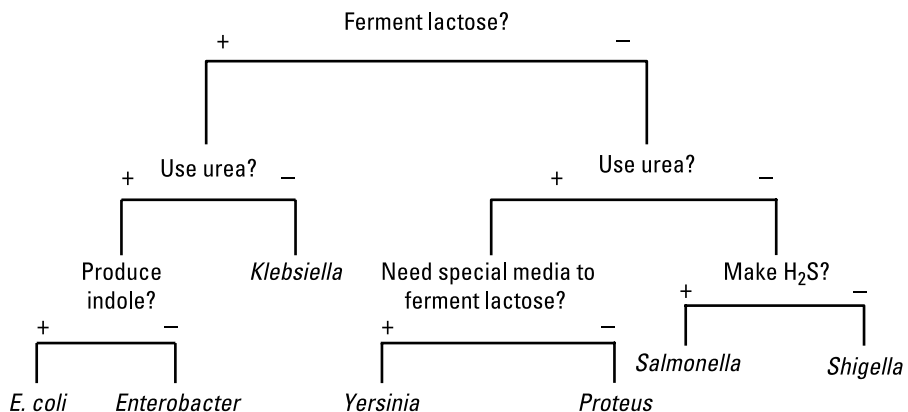 Ferment lactose?
+ −
Use urea? Use urea?
+ − + −
Produce
indole?
Klebsiella
Need special media to
ferment lactose?
Make H₂S?
+ − + − + −
Salmonella Shigella
E. coli Enterobacter Yersinia Proteus